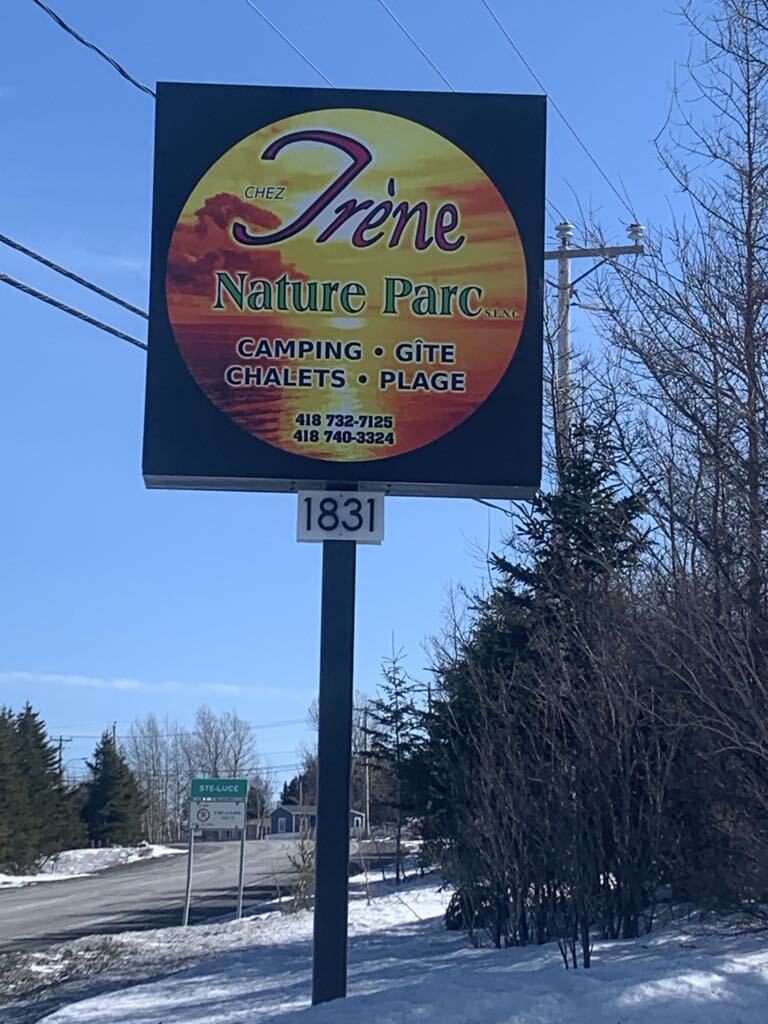 CHEZ Irène
Nature Parc S.E.N.C.
CAMPING • GÎTE
CHALETS • PLAGE
418 732-7125
418 740-3324
1831
STE-LUCE